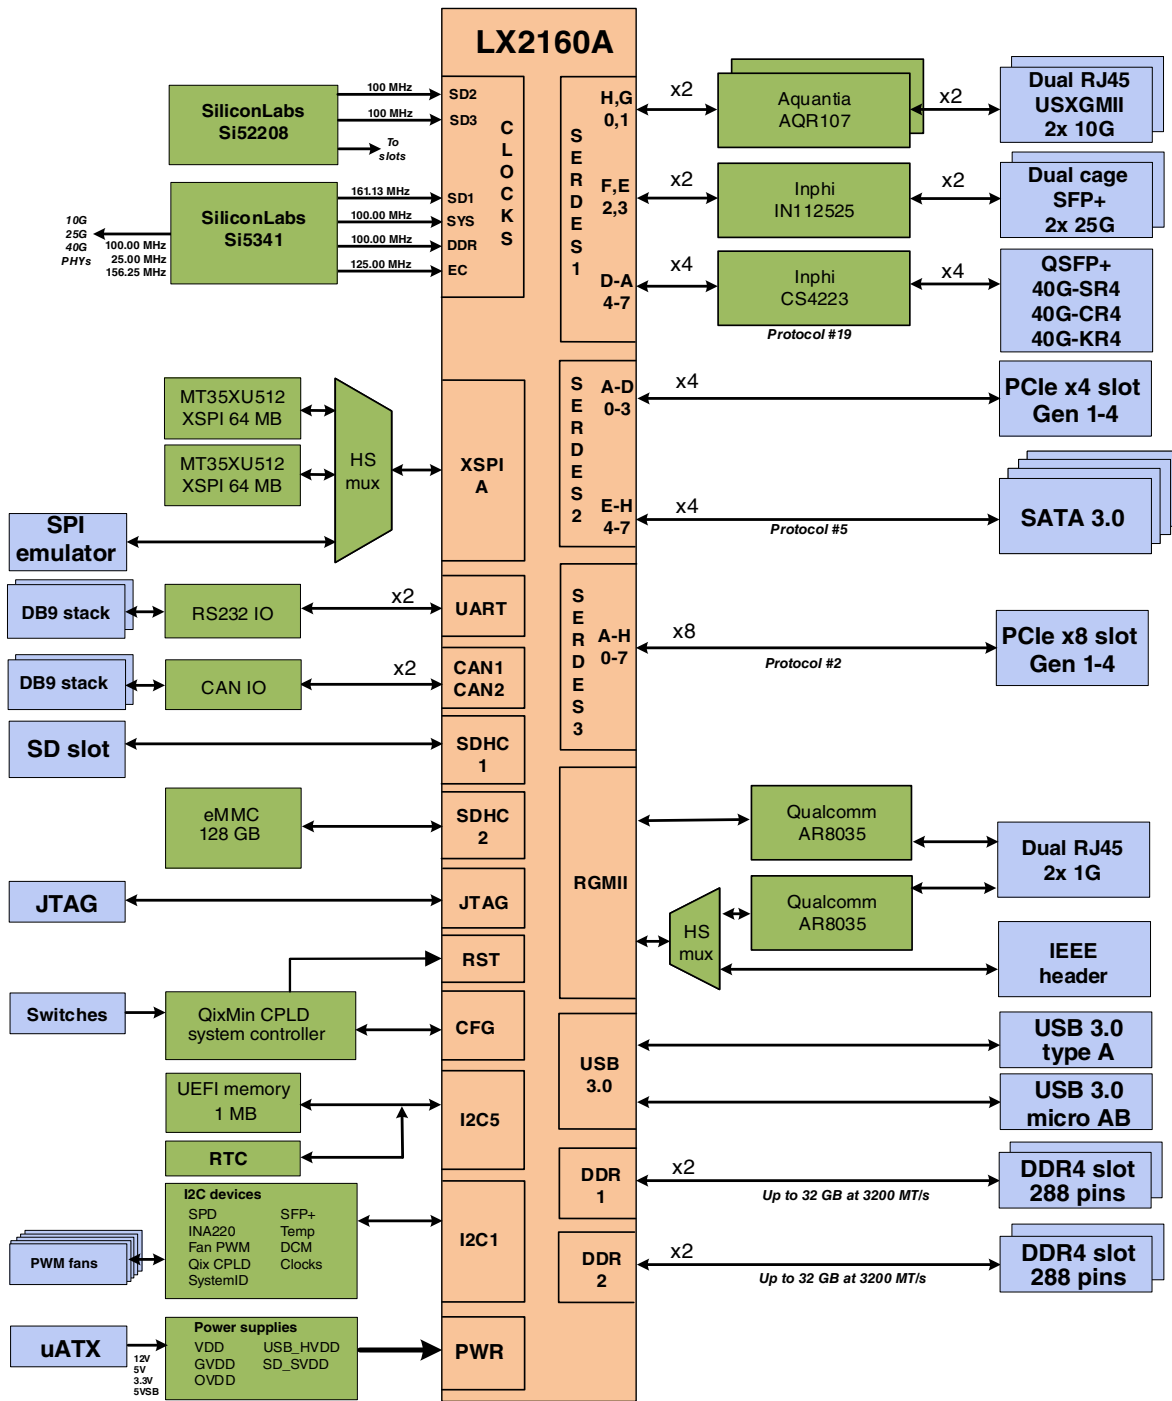 LX2160A
SiliconLabs
Si52208
100 MHz
100 MHz
To
slots
SD2
SD3
CLOCKS
SiliconLabs
Si5341
161.13 MHz
100.00 MHz
100.00 MHz
125.00 MHz
SD1
SYS
DDR
EC
10G
25G
40G
PHYs
100.00 MHz
25.00 MHz
156.25 MHz
SERDES1
H,G
0,1
x2
Aquantia
AQR107
x2
Dual RJ45
USXGMII
2x 10G
F,E
2,3
x2
Inphi
IN112525
x2
Dual cage
SFP+
2x 25G
D-A
4-7
x4
Inphi
CS4223
x4
Protocol #19
QSFP+
40G-SR4
40G-CR4
40G-KR4
MT35XU512
XSPI 64 MB
MT35XU512
XSPI 64 MB
HS
mux
XSPI
A
SPI
emulator
SERDES2
A-D
0-3
x4
PCIe x4 slot
Gen 1-4
E-H
4-7
x4
Protocol #5
SATA 3.0
DB9 stack
RS232 IO
x2
UART
DB9 stack
CAN IO
x2
CAN1
CAN2
SERDES3
A-H
0-7
x8
Protocol #2
PCIe x8 slot
Gen 1-4
SD slot
SDHC
1
eMMC
128 GB
SDHC
2
JTAG
JTAG
RST
Switches
QixMin CPLD
system controller
CFG
RGMII
Qualcomm
AR8035
Dual RJ45
2x 1G
HS
mux
Qualcomm
AR8035
IEEE
header
UEFI memory
1 MB
RTC
I2C5
USB
3.0
USB 3.0
type A
USB 3.0
micro AB
I2C devices
SPD SFP+
INA220 Temp
Fan PWM DCM
Qix CPLD Clocks
SystemID
PWM fans
I2C1
DDR
1
x2
Up to 32 GB at 3200 MT/s
DDR4 slot
288 pins
DDR
2
x2
Up to 32 GB at 3200 MT/s
DDR4 slot
288 pins
uATX
12V
5V
3.3V
5VSB
Power supplies
VDD USB_HVDD
GVDD SD_SVDD
OVDD
PWR